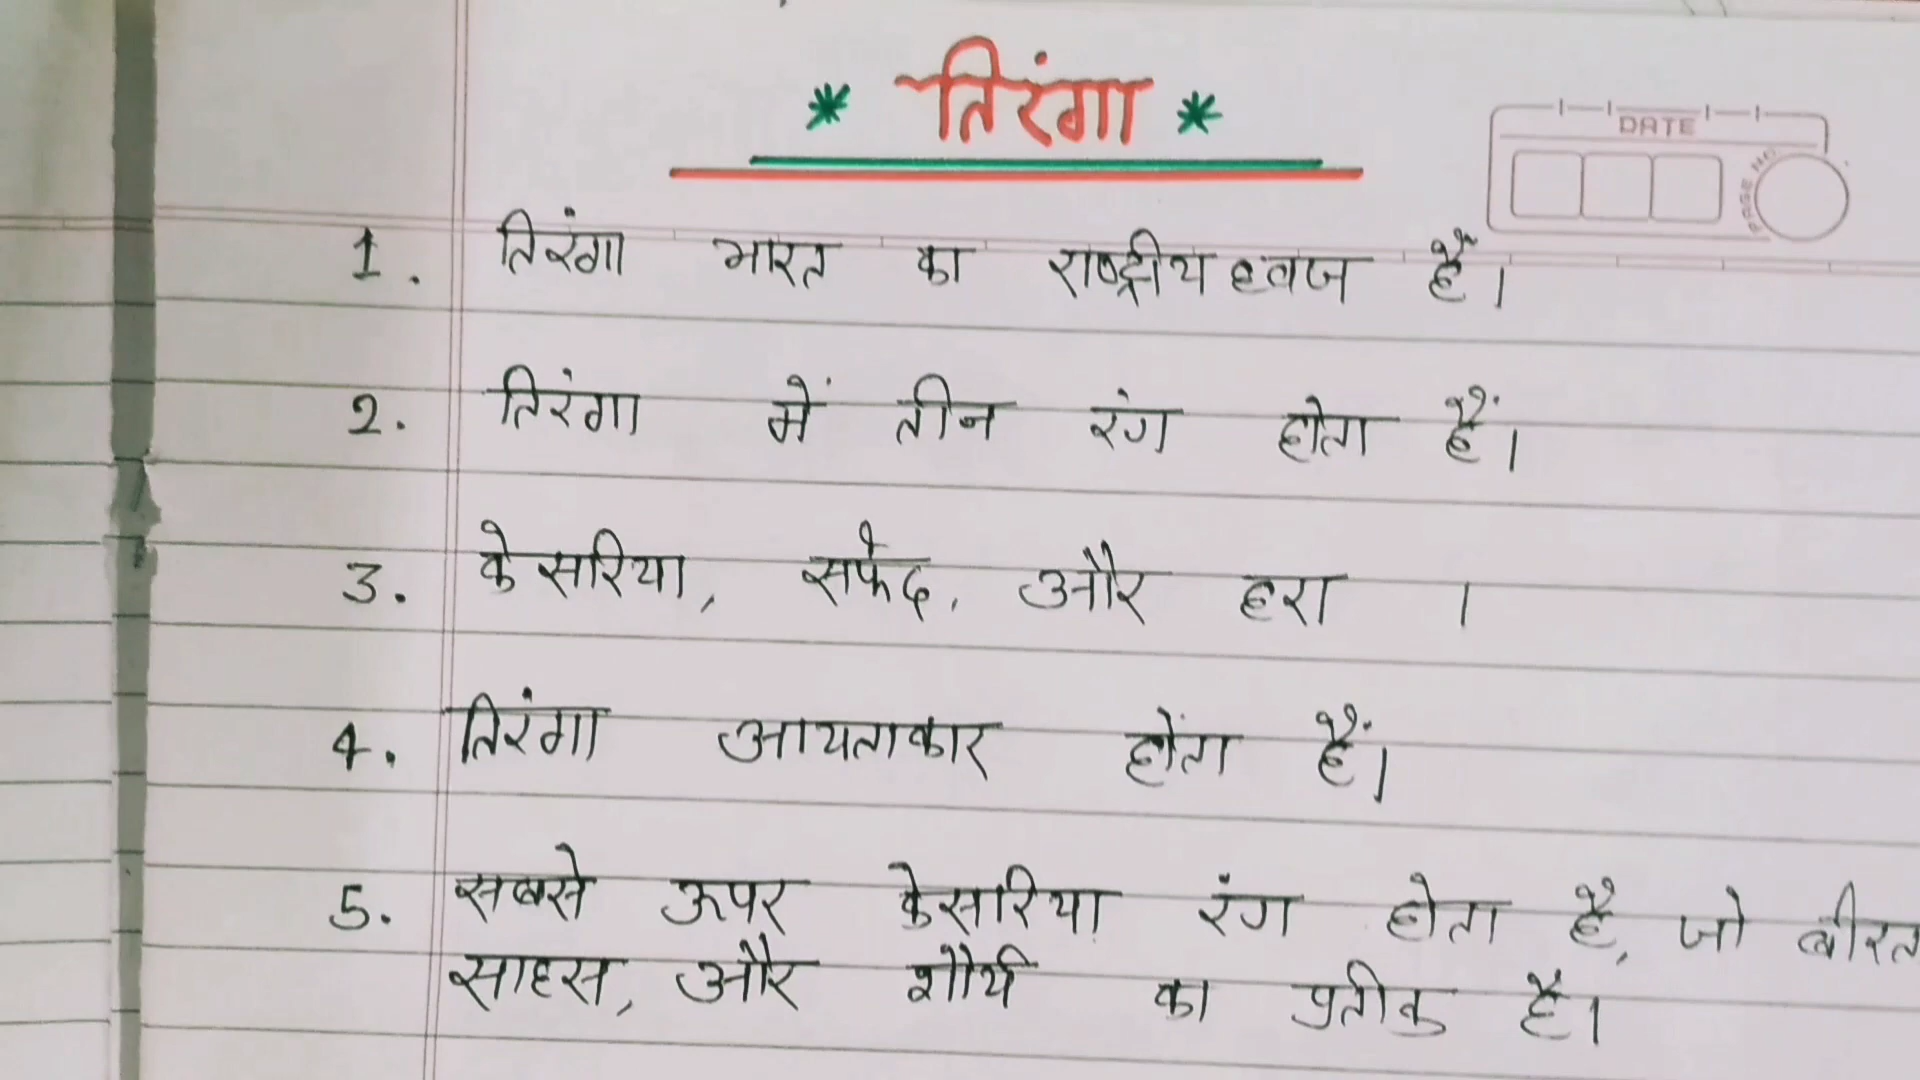 * तिरंगा *
DATE
PAGE NO.
1. तिरंगा भारत का राष्ट्रीय ध्वज हैं।
2. तिरंगा में तीन रंग होता हैं।
3. केसरिया, सफेद, और हरा ।
4. तिरंगा आयताकार होंता हैं।
5. सबसे ऊपर केसरिया रंग होता है, जो
साहस, और शौर्य का प्रतीक है।